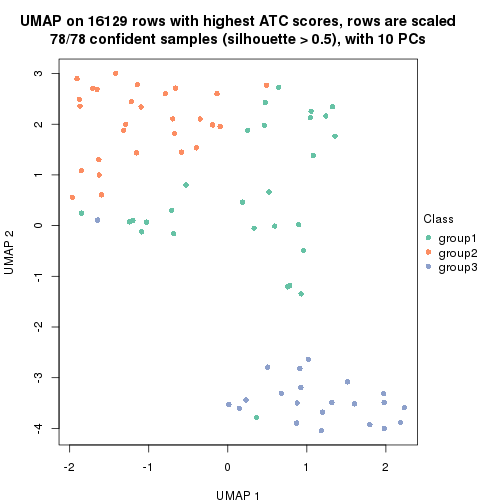 UMAP on 16129 rows with highest ATC scores, rows are scaled
78/78 confident samples (silhouette > 0.5), with 10 PCs
3
2
1
0
-1
-2
-3
-4
UMAP 2
-2 -1 0 1 2
UMAP 1
Class
group1
group2
group3